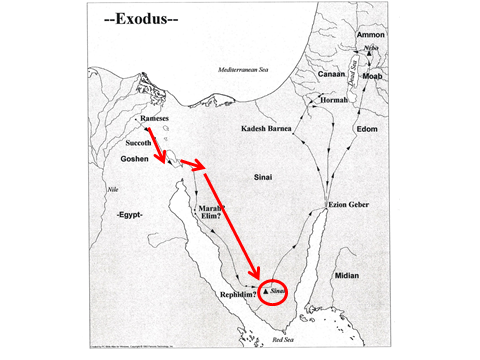 --Exodus--
Ammon
Nebo
Mediterranean Sea
Canaan
Dead Sea
Moab
Hormah
Rameses
Kadesh Barnea
Edom
Succoth
Goshen
Sinai
Nile
Marah?
Elim?
Ezion Geber
-Egypt-
Midian
Rephidim?
Sinai
Red Sea